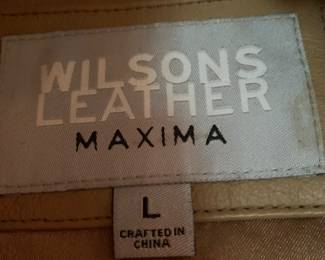 WILSONS
LEATHER
MAXIMA
L
CRAFTED IN
CHINA